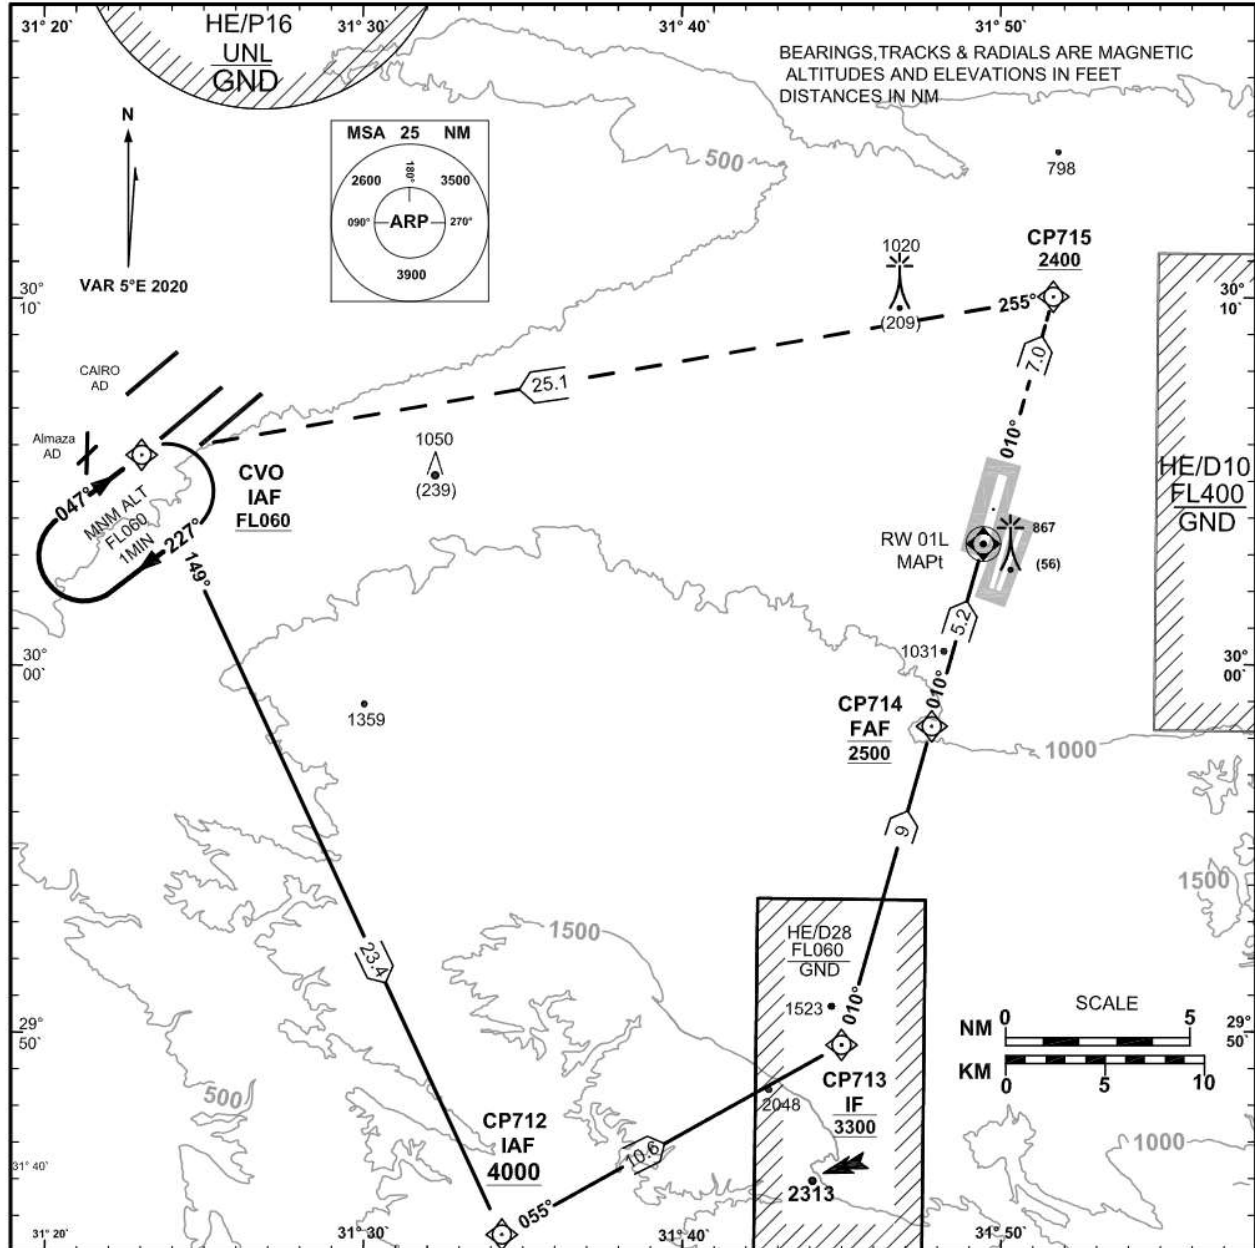 31° 20'
31° 30'
31° 40'
31° 50'
HE/P16
UNL
GND
BEARINGS,TRACKS & RADIALS ARE MAGNETIC
ALTITUDES AND ELEVATIONS IN FEET
DISTANCES IN NM
N
VAR 5°E 2020
MSA 25 NM
180°
2600
3500
090°
ARP
270°
3900
500
798
1020
(209)
CP715
2400
255°
30°
10`
30°
10`
7.0
25.1
CAIRO
AD
Almaza
AD
1050
(239)
010°
CVO
IAF
FL060
047°
MNM ALT
FL060
1MIN
227°
149°
HE/D10
FL400
GND
RW 01L
MAPt
867
(56)
5.2
1031
30°
00`
30°
00`
010°
CP714
FAF
2500
1359
1000
9
1500
1500
HE/D28
FL060
GND
23.4
1523
010°
SCALE
NM
0
5
KM
0
5
10
29°
50`
29°
50°
CP713
IF
3300
2048
500
CP712
IAF
4000
10.6
055°
2313
1000
31° 40'
31° 20`
31° 30`
31° 40`
31° 50`